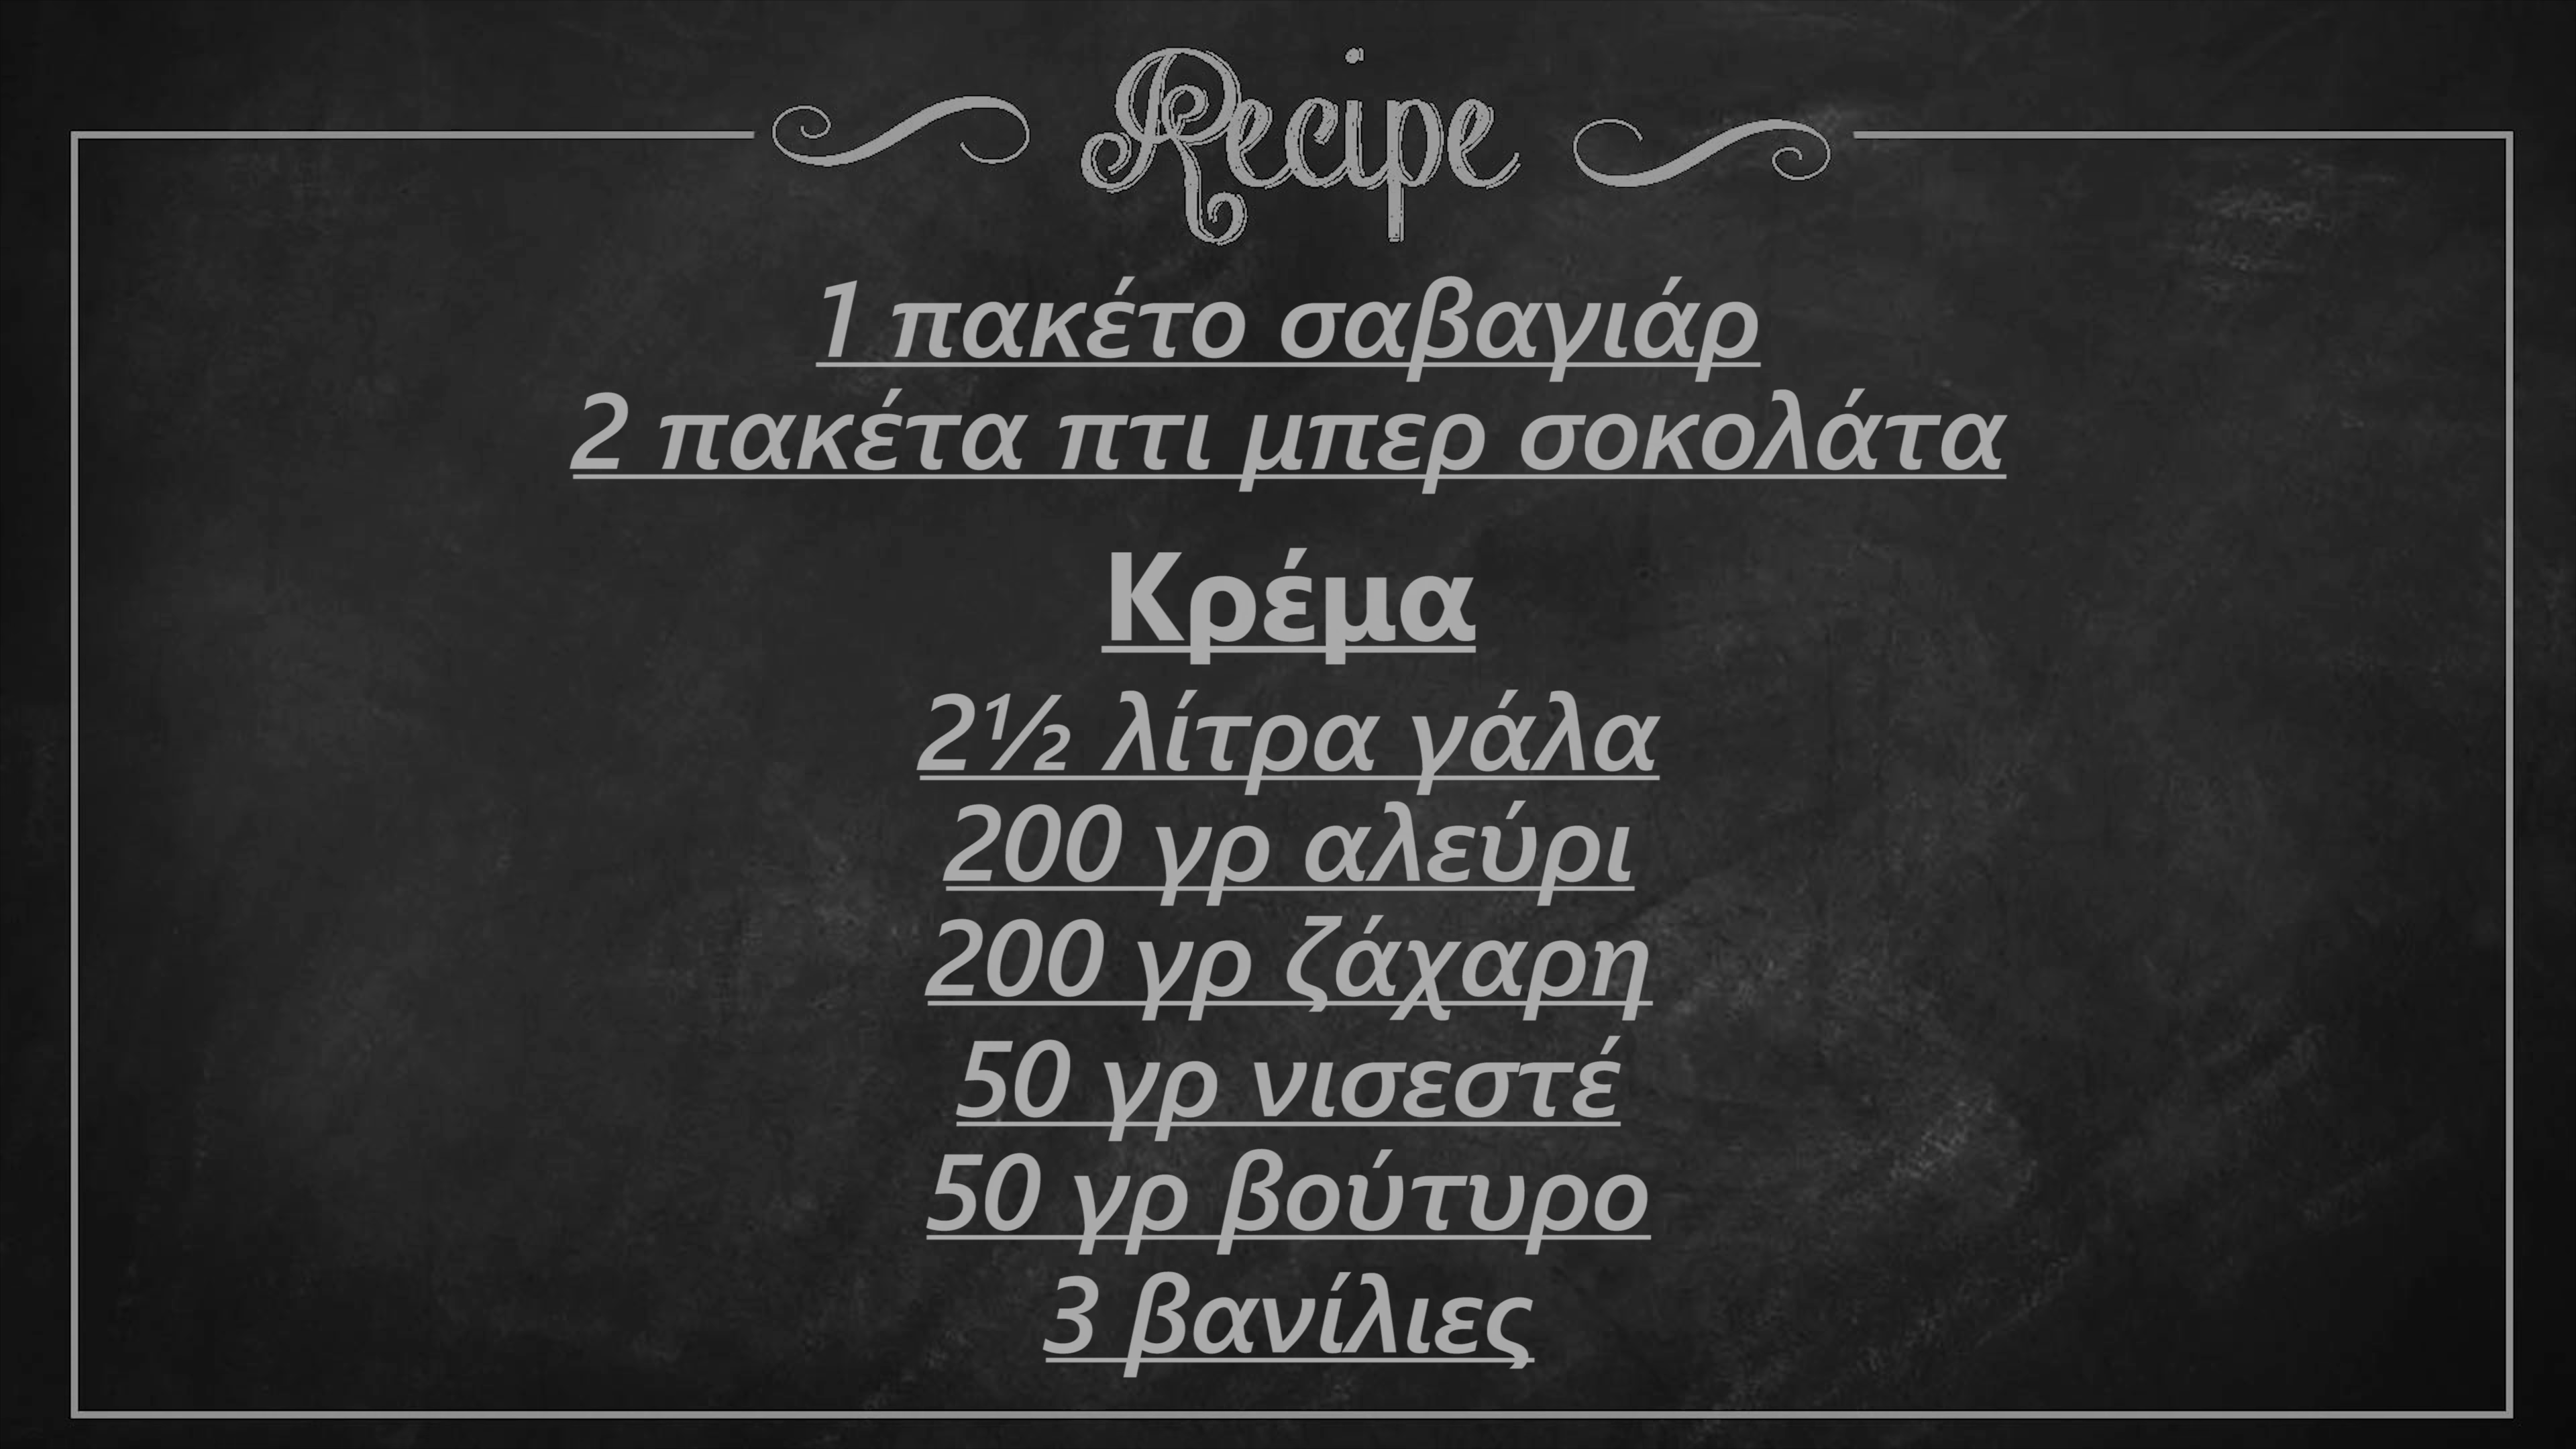 Recipe
1 πακέτο σαβαγιάρ
2 πακέτα πτι μπερ σοκολάτα
Κρέμα
2½ λίτρα γάλα
200 γρ αλεύρι
200 γρ ζάχαρη
50 γρ νισεστέ
50 γρ βούτυρο
3 βανίλιες